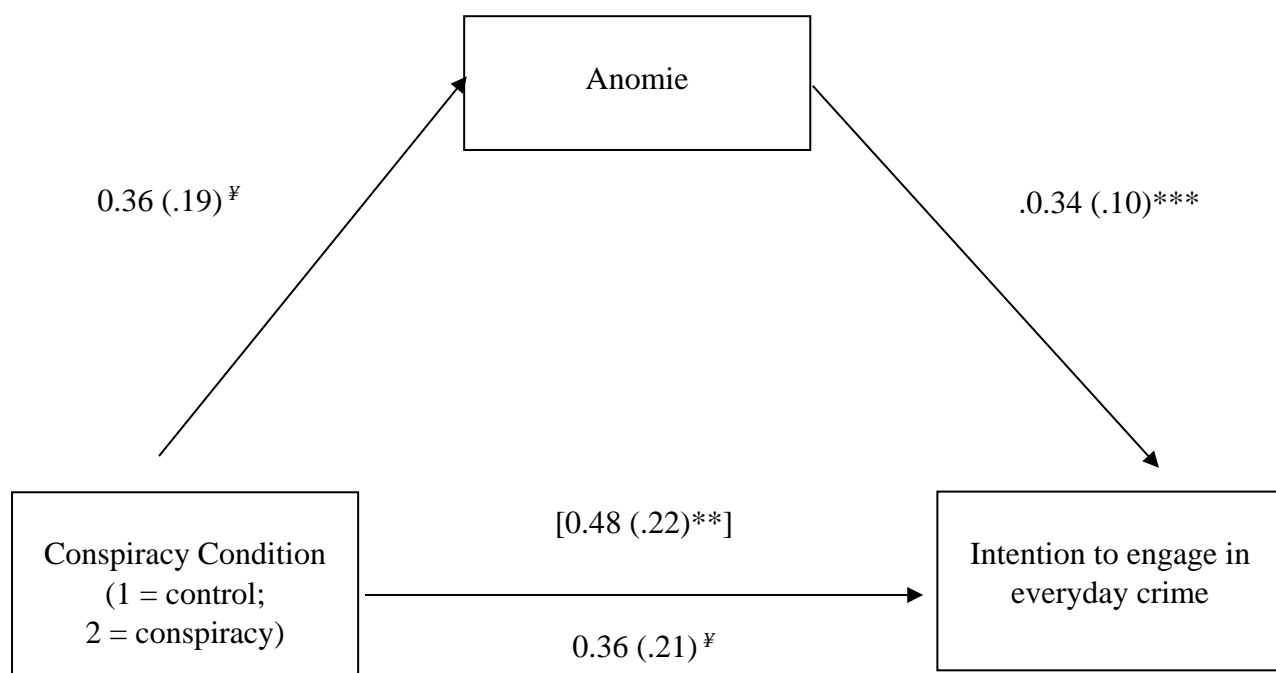 Anomie
0.36 (.19) ¥
.0.34 (.10)***
[0.48 (.22)**]
Conspiracy Condition
(1 = control;
2 = conspiracy)
Intention to engage in
everyday crime
0.36 (.21) ¥